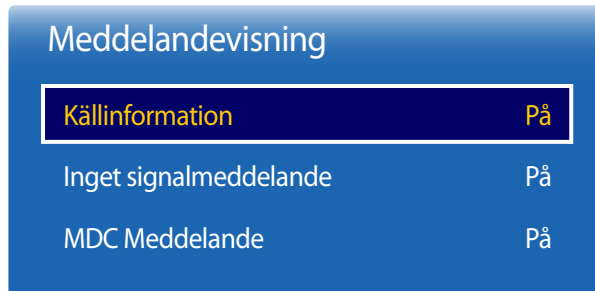 Meddelandevisning
Källinformation På
Inget signalmeddelande På
MDC Meddelande På